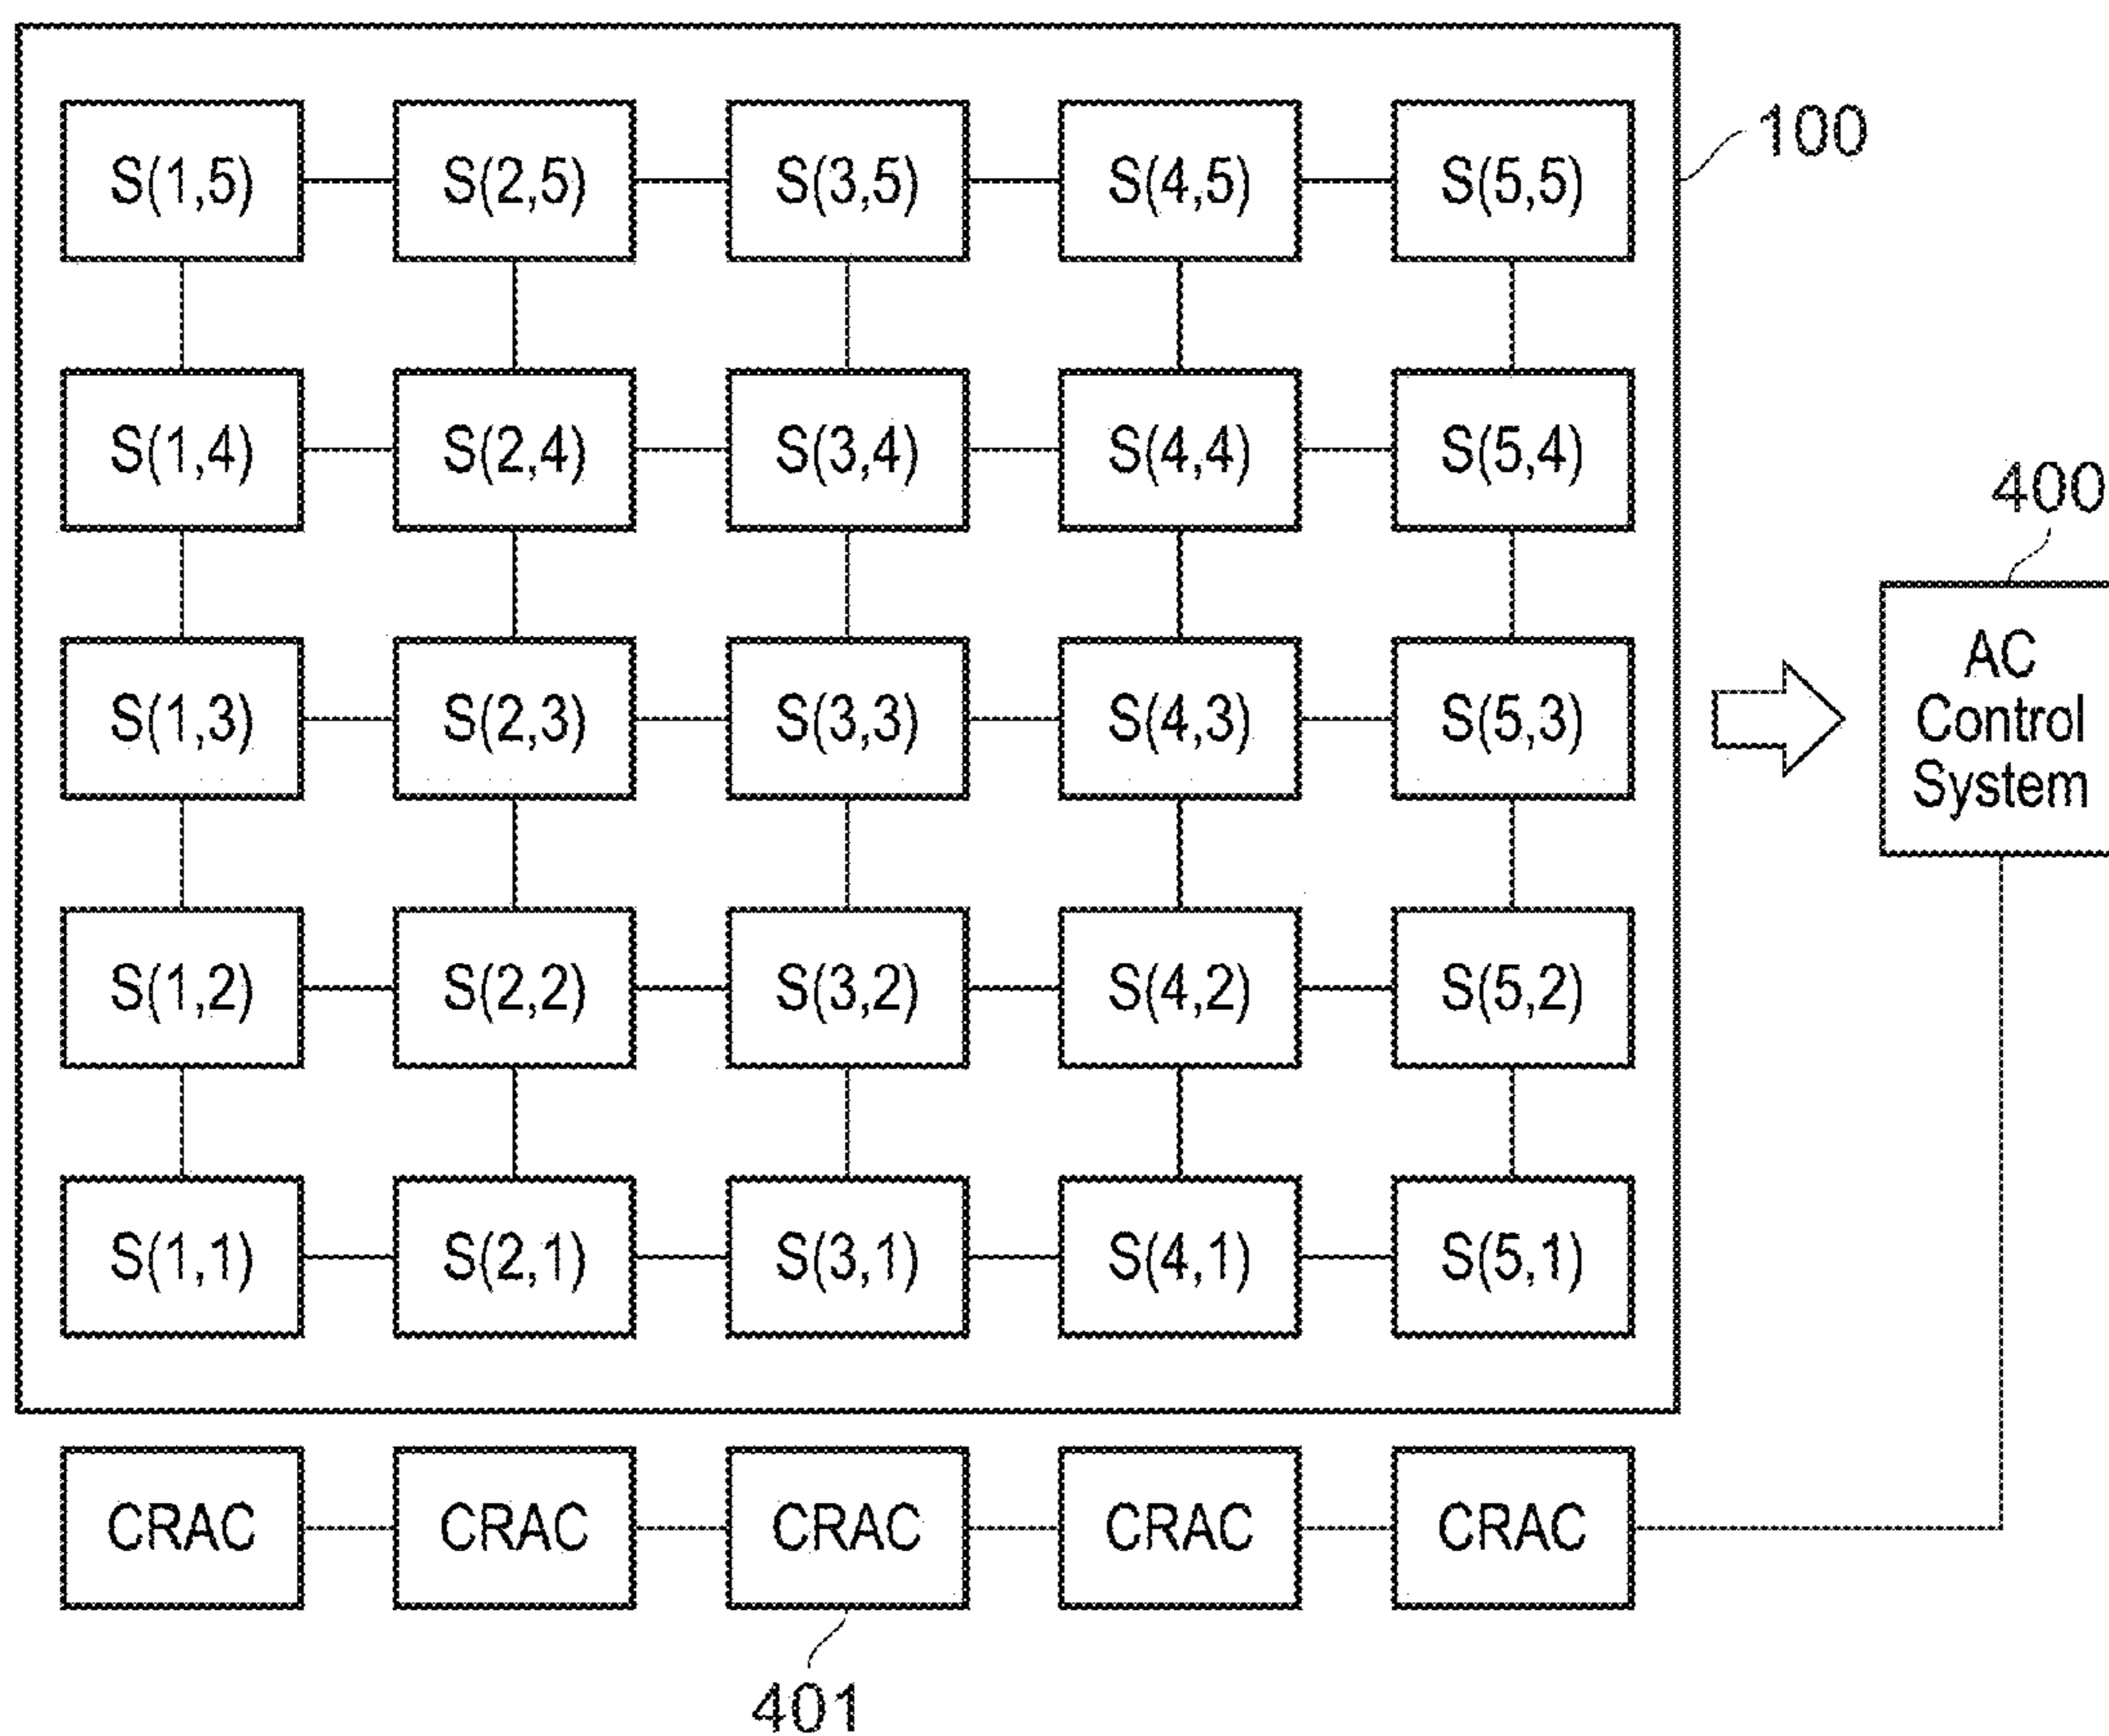 S(1,5) S(2,5) S(3,5) S(4,5) S(5,5)
100
S(1,4) S(2,4) S(3,4) S(4,4) S(5,4)
400
S(1,3) S(2,3) S(3,3) S(4,3) S(5,3)
AC
Control
System
S(1,2) S(2,2) S(3,2) S(4,2) S(5,2)
S(1,1) S(2,1) S(3,1) S(4,1) S(5,1)
CRAC CRAC CRAC CRAC CRAC
401